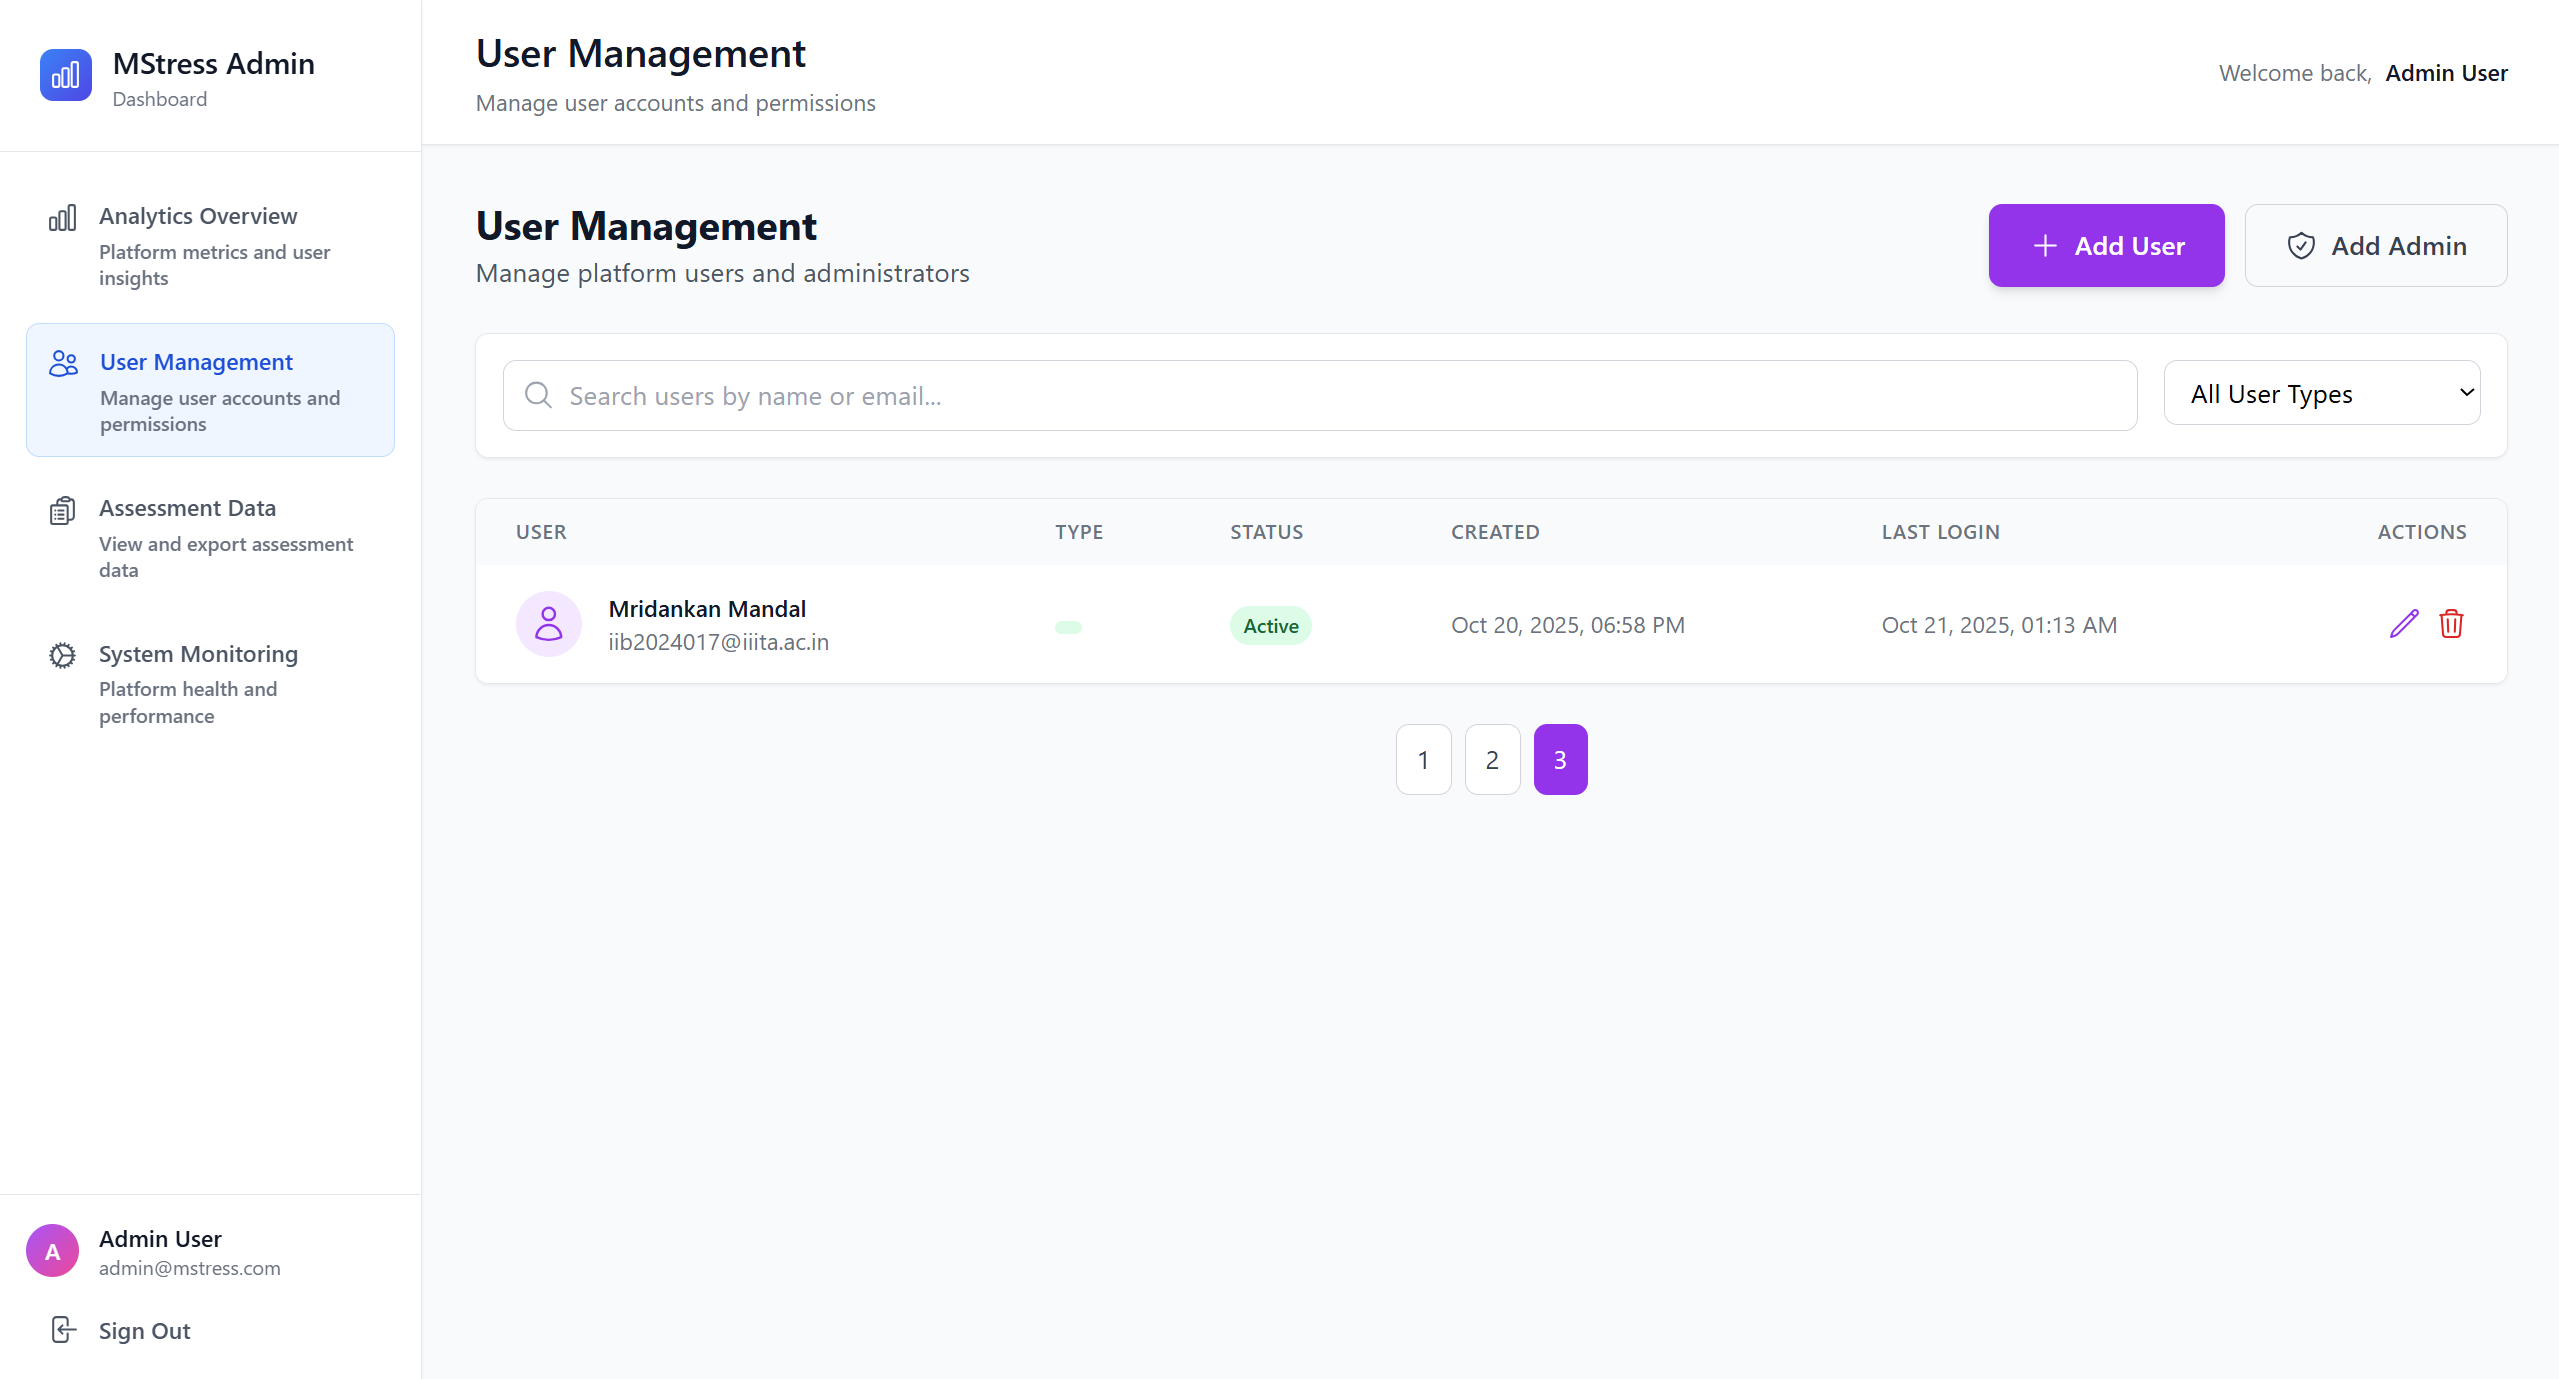 MStress Admin
Dashboard
Analytics Overview
Platform metrics and user
insights
User Management
Manage user accounts and
permissions
Assessment Data
View and export assessment
data
System Monitoring
Platform health and
performance
A
Admin User
admin@mstress.com
Sign Out
User Management
Manage user accounts and permissions
Welcome back, Admin User
User Management
Manage platform users and administrators
Add User
Add Admin
Search users by name or email...
All User Types
USER TYPE STATUS CREATED LAST LOGIN ACTIONS
Mridankan Mandal
iib2024017@iiita.ac.in
Active
Oct 20, 2025, 06:58 PM
Oct 21, 2025, 01:13 AM
1 2 3